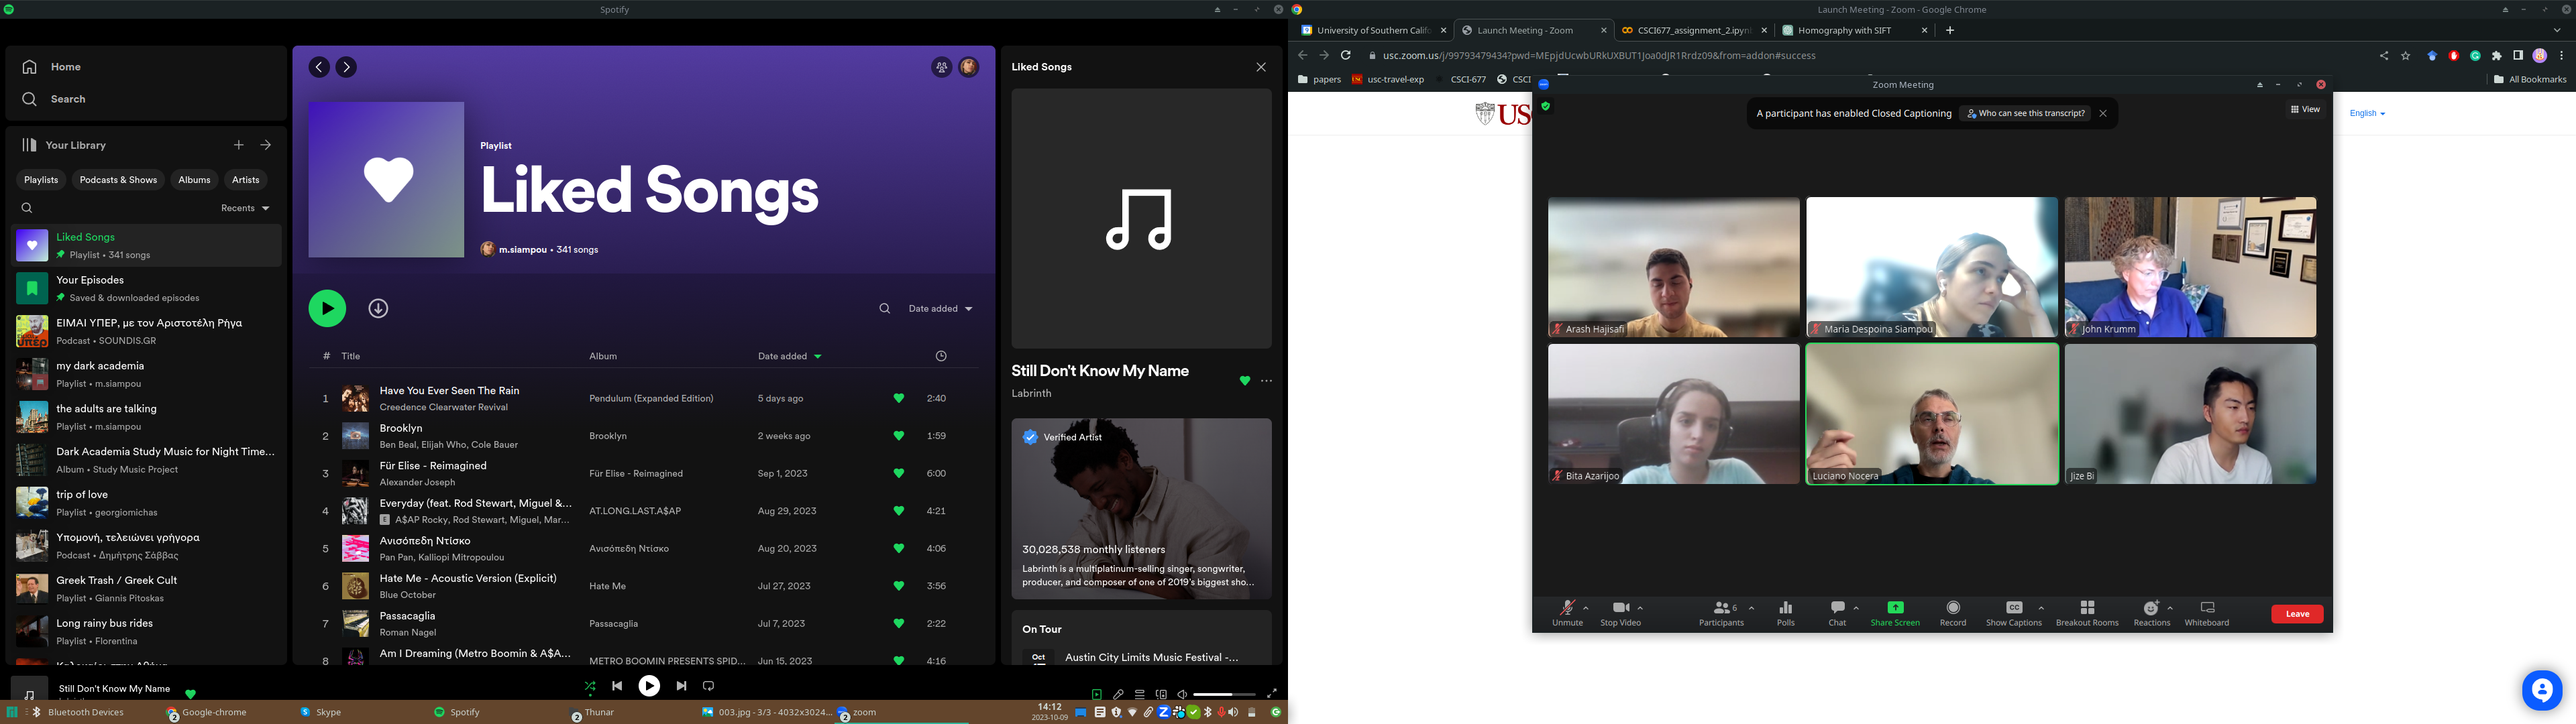 Spotify
Home
Search
Your Library
Playlists
Podcasts & Shows
Albums
Artists
Recents
Liked Songs
Playlist • 341 songs
Your Episodes
Saved & downloaded episodes
ΕΙΜΑΙ ΥΠΕΡ, με τον Αριστοτέλη Ρήγα
Podcast • SOUNDIS.GR
my dark academia
Playlist • m.siampou
the adults are talking
Playlist • m.siampou
Dark Academia Study Music for Night Time...
Album • Study Music Project
trip of love
Playlist • georgiomichas
Υπομονή, τελειώνει γρήγορα
Podcast • Δημήτρης Σάββας
Greek Trash / Greek Cult
Playlist • Giannis Pitoskas
Long rainy bus rides
Playlist • Florentina
Playlist
Liked Songs
m.siampou • 341 songs
Date added
# Title Album Date added
1 Have You Ever Seen The Rain Pendulum (Expanded Edition) 5 days ago 2:40
Creedence Clearwater Revival
2 Brooklyn Brooklyn 2 weeks ago 1:59
Ben Beal, Elijah Who, Cole Bauer
3 Für Elise - Reimagined Für Elise - Reimagined Sep 1, 2023 6:00
Alexander Joseph
4 Everyday (feat. Rod Stewart, Miguel &... AT.LONG.LAST.A$AP Aug 29, 2023 4:21
E A$AP Rocky, Rod Stewart, Miguel, Mar...
5 Ανισόπεδη Ντίσκο Ανισόπεδη Ντίσκο Aug 20, 2023 4:06
Pan Pan, Kalliopi Mitropoulou
6 Hate Me - Acoustic Version (Explicit) Hate Me Jul 27, 2023 3:56
Blue October
7 Passacaglia Passacaglia Jul 7, 2023 2:22
Roman Nagel
8 Am I Dreaming (Metro Boomin & A$A... METRO BOOMIN PRESENTS SPID... Jun 15, 2023 4:16
Liked Songs
Still Don't Know My Name
Labrinth
Verified Artist
30,028,538 monthly listeners
Labrinth is a multiplatinum-selling singer, songwriter,
producer, and composer of one of 2019's biggest sho...
On Tour
Oct
Austin City Limits Music Festival -...
Still Don't Know My Name
Bluetooth Devices
2 Google-chrome
Skype
Spotify
2 Thunar
003.jpg - 3/3 - 4032x3024...
2 zoom
14:12
2023-10-09
Launch Meeting - Zoom - Google Chrome
University of Southern Califo
Launch Meeting - Zoom
CSCI677_assignment_2.ipynb
Homography with SIFT
usc.zoom.us/j/99793479434?pwd=MEpjdUcwbURkUXBUT1Joa0dJR1Rrdz09&from=addon#success
papers
usc-travel-exp
CSCI-677
CSCI
All Bookmarks
US
English
Zoom Meeting
A participant has enabled Closed Captioning
Who can see this transcript?
View
Arash Hajisafi
Maria Despoina Siampou
John Krumm
Bita Azarijoo
Luciano Nocera
Jize Bi
Unmute
Stop Video
6
Participants
Polls
Chat
Share Screen
Record
CC
Show Captions
Breakout Rooms
Reactions
Whiteboard
Leave